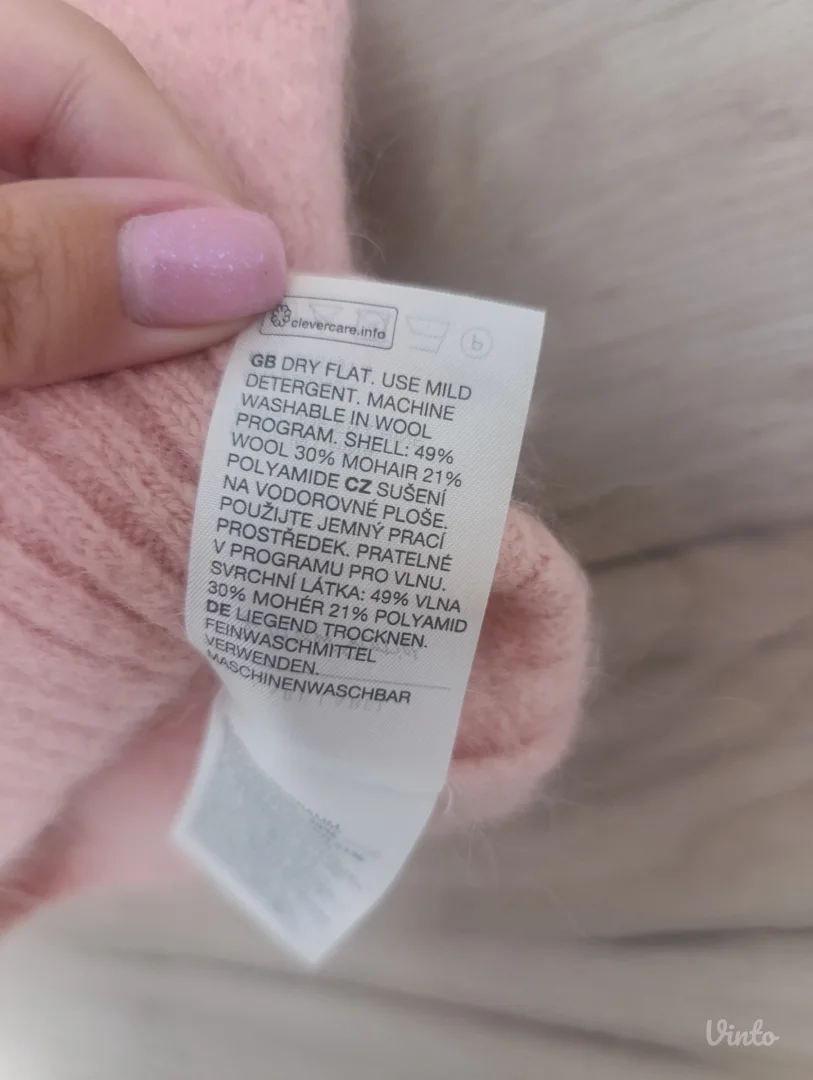 clevercare.info
GB DRY FLAT. USE MILD
DETERGENT. MACHINE
WASHABLE IN WOOL
PROGRAM. SHELL: 49%
WOOL 30% MOHAIR 21%
POLYAMIDE CZ SUŠENÍ
NA VODOROVNÉ PLOŠE.
POUŽIJTE JEMNÝ PRACÍ
PROSTŘEDEK. PRATELNÉ
V PROGRAMU PRO VLNU.
SVRCHNÍ LÁTKA: 49% VLNA
30% MOHÉR 21% POLYAMID
DE LIEGEND TROCKNEN.
FEINWASCHMITTEL
VERWENDEN.
MASCHINENWASCHBAR
Vinto